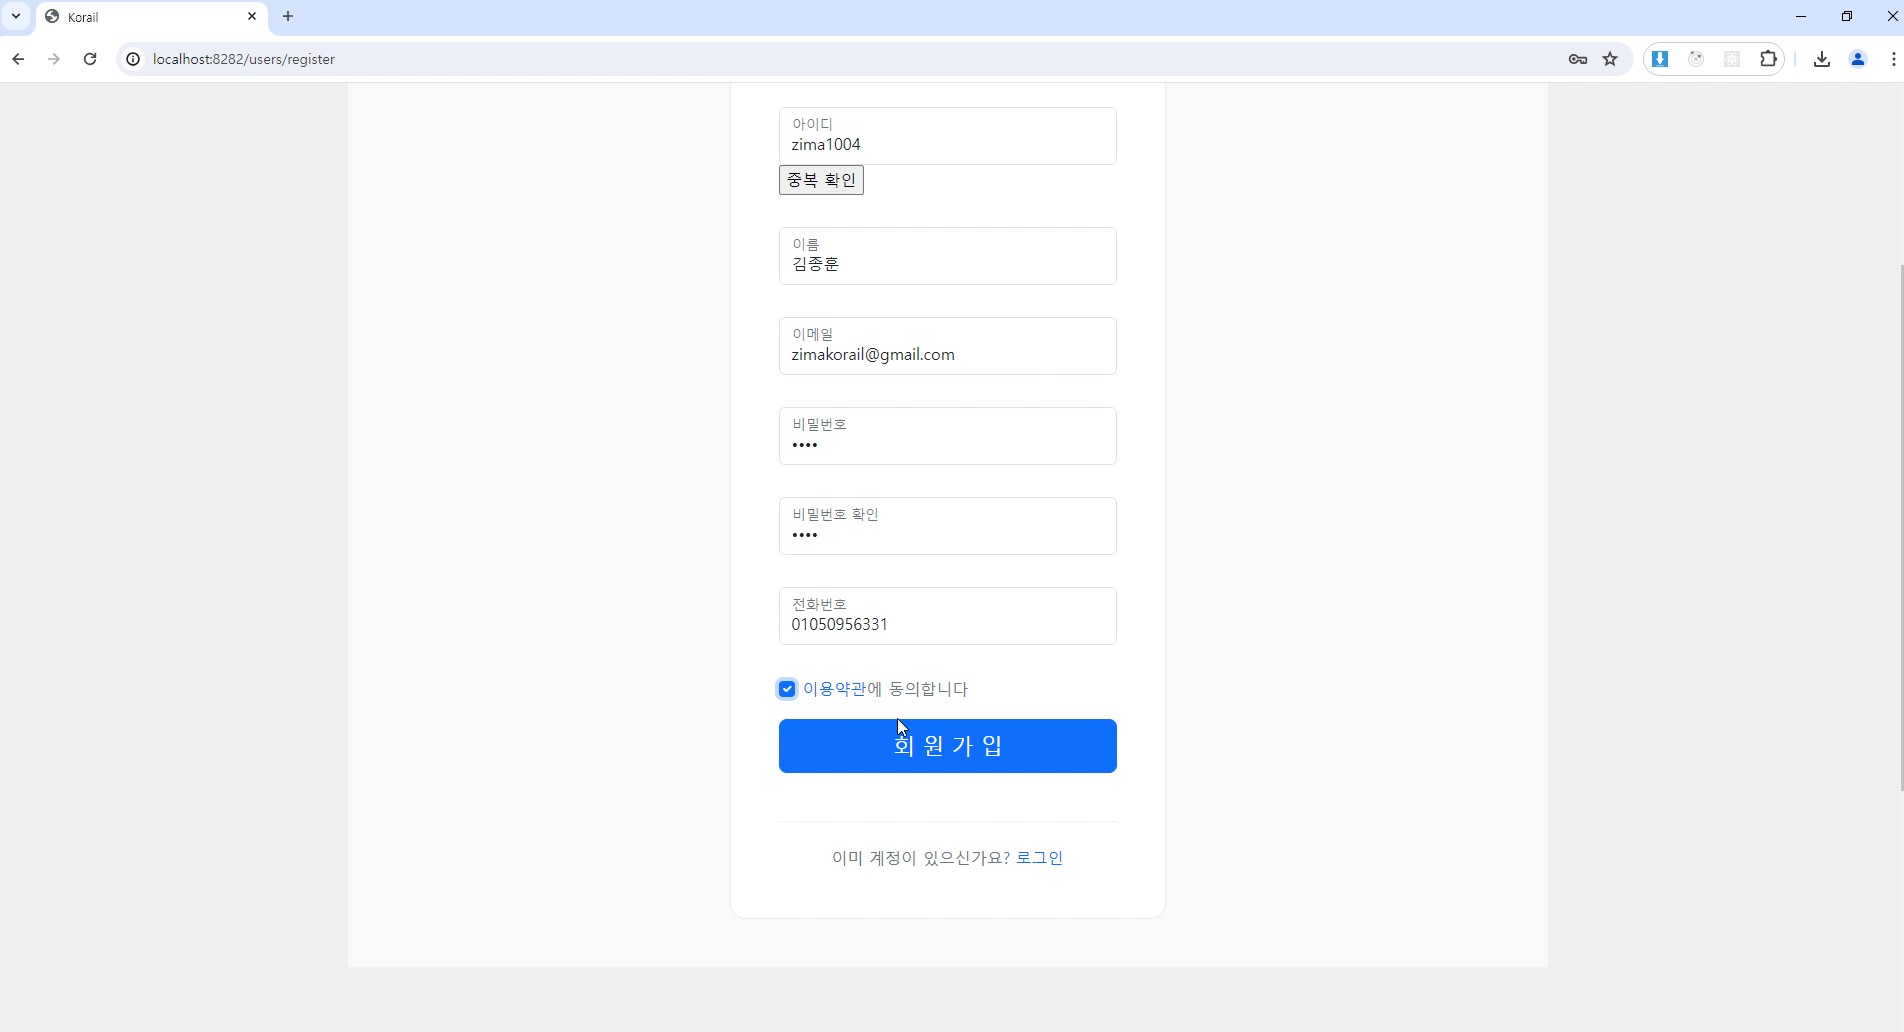 Korail
localhost:8282/users/register
아이디
zima1004
중복 확인
이름
김종훈
이메일
zimakorail@gmail.com
비밀번호
••••
비밀번호 확인
••••
전화번호
01050956331
이용약관에 동의합니다
회 원 가 입
이미 계정이 있으신가요? 로그인